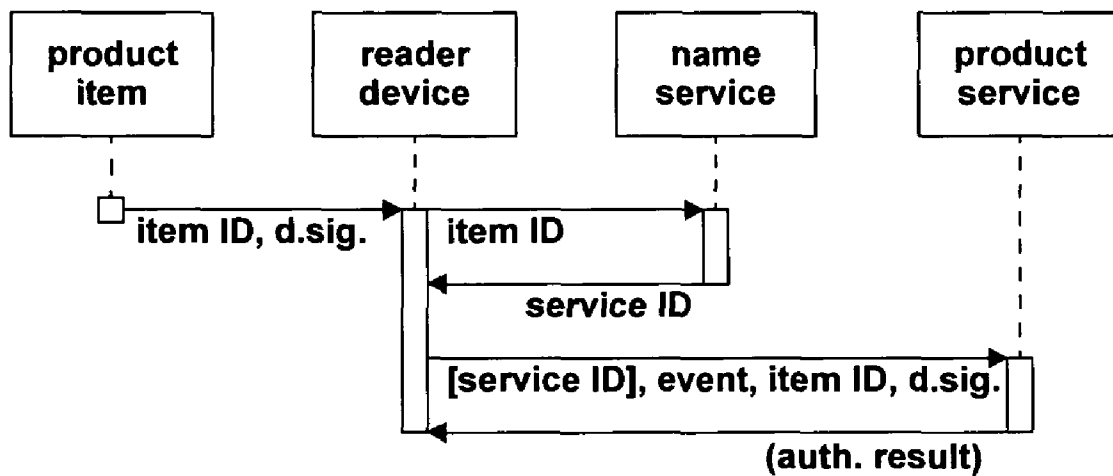 product
item
reader
device
name
service
product
service
item ID, d.sig.
item ID
service ID
[service ID], event, item ID, d.sig.
(auth. result)